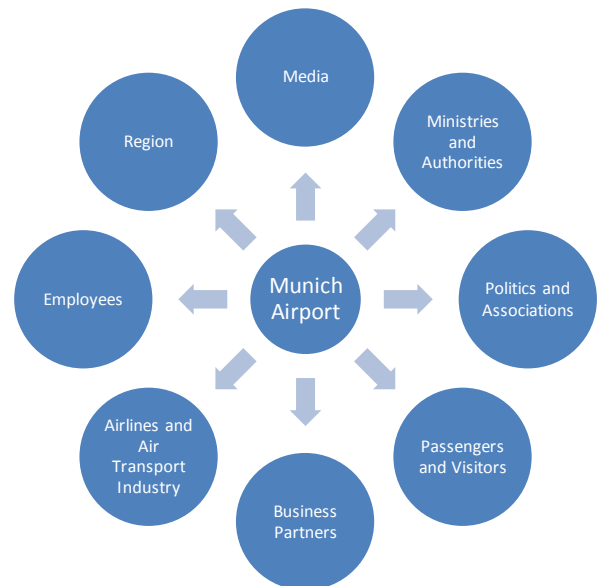 Media
Ministries
and
Authorities
Region
Munich
Airport
Employees
Politics and
Associations
Airlines and
Air
Transport
Industry
Passengers
and Visitors
Business
Partners